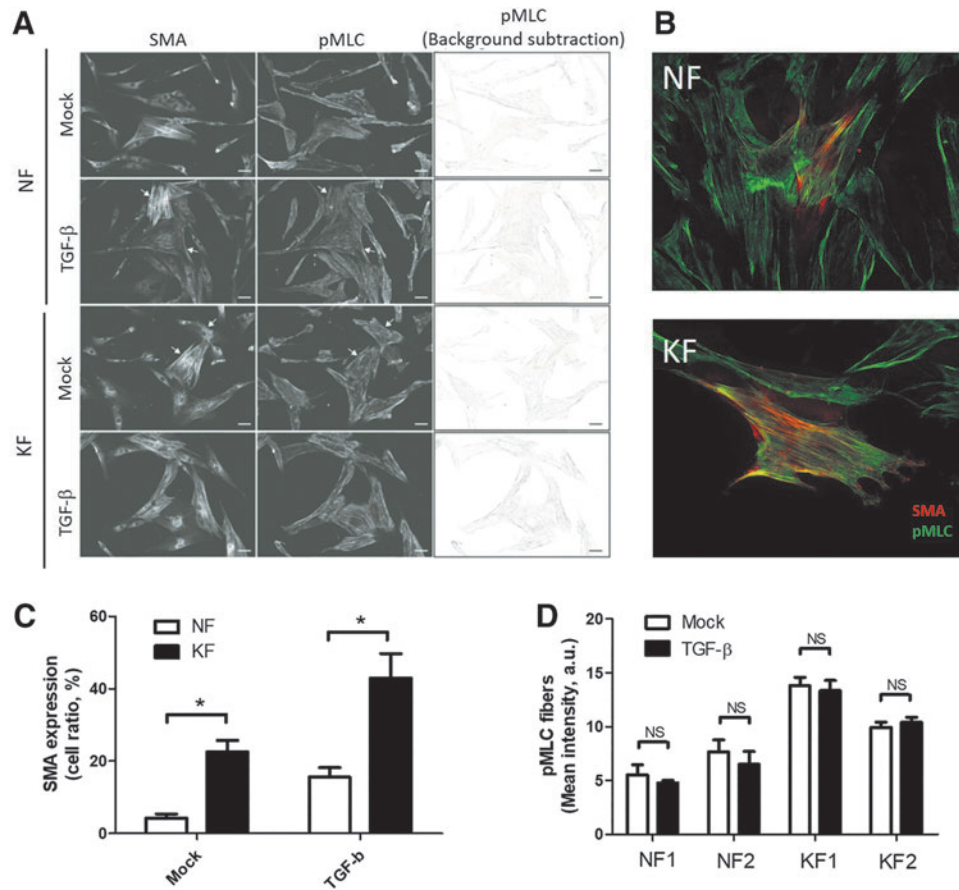 A
SMA
pMLC
pMLC
(Background subtraction)
NF
Mock
TGF-β
KF
Mock
TGF-β
B
NF
KF
SMA
pMLC
C
SMA expression
(cell ratio, %)
60
40
20
0
NF
KF
*
*
Mock
TGF-b
D
pMLC fibers
(Mean intensity, a.u.)
20
15
10
5
0
Mock
TGF-β
NS
NS
NS
NS
NF1
NF2
KF1
KF2